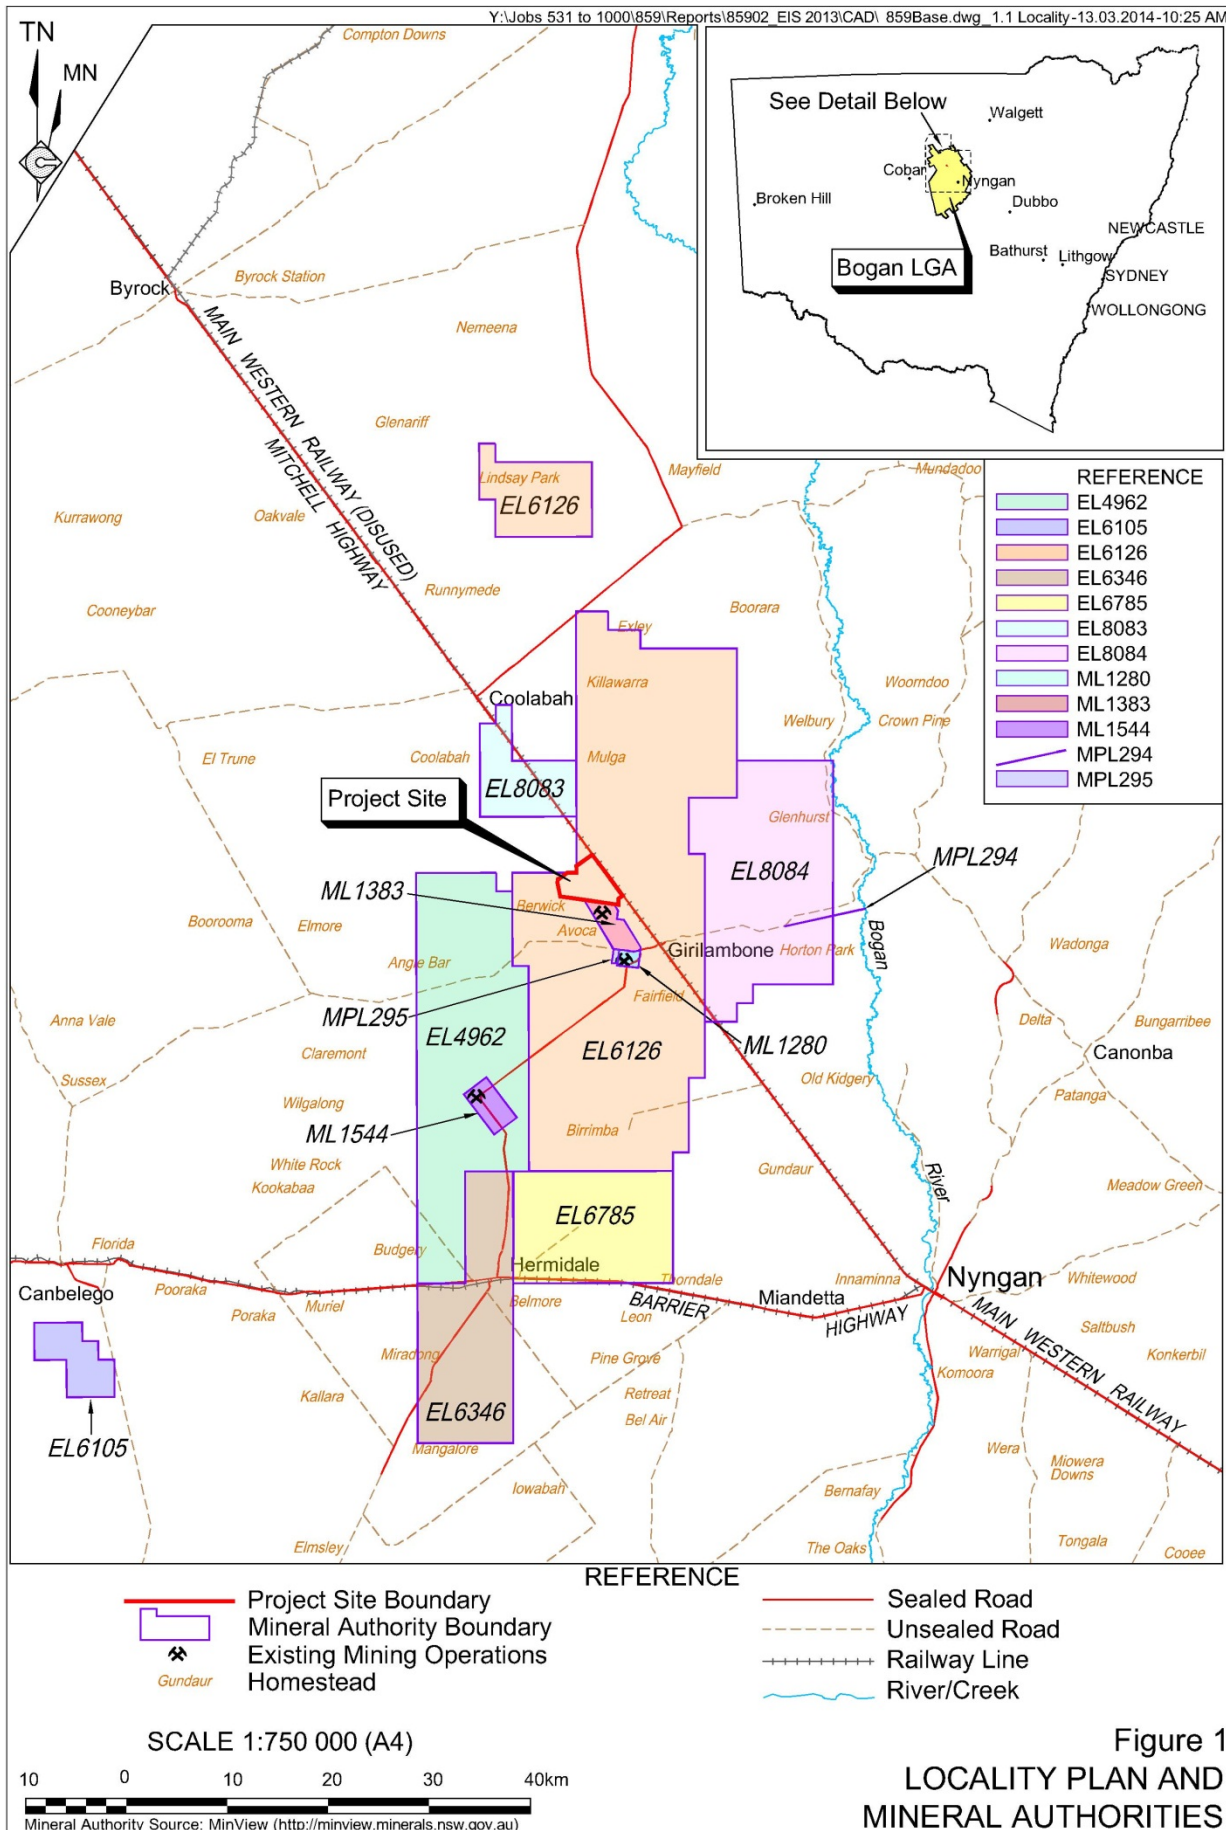 Y:\Jobs 531 to 1000\859\Reports\85902_EIS 2013\CAD\ 859Base.dwg_1.1 Locality-13.03.2014-10:25 AM
TN
MN
Compton Downs
See Detail Below
Walgett
Cobar
Nyngan
Broken Hill
Dubbo
NEWCASTLE
Bathurst
Lithgow
SYDNEY
WOLLONGONG
Bogan LGA
Byrock
Byrock Station
Nemeena
MAIN WESTERN RAILWAY (DISUSED)
MITCHELL HIGHWAY
Glenariff
Lindsay Park
EL6126
Mayfield
Mundadoo
Kurrawong
Oakvale
Runnymede
Cooneybar
Boorara
Exley
REFERENCE
EL4962
EL6105
EL6126
EL6346
EL6785
EL8083
EL8084
ML1280
ML1383
ML1544
MPL294
MPL295
Killawarra
Coolabah
Woorndoo
Welbury
Crown Pine
El Trune
Coolabah
Mulga
EL8083
Project Site
Glenhurst
EL8084
MPL294
ML1383
Berwick
Boorooma
Elmore
Avoca
Girilambone
Horton Park
Bogan
Wadonga
Angle Bar
Fairfield
MPL295
EL4962
EL6126
ML1280
Anna Vale
Delta
Bungarribee
Claremont
Canonba
Sussex
Old Kidgery
Wilgalong
Patanga
ML1544
Birrimba
White Rock
Kookabaa
Gundaur
River
Meadow Green
EL6785
Florida
Budgery
Hermidale
Thorndale
Innaminna
Nyngan
Whitewood
Canbelego
Pooraka
Poraka
Muriel
Belmore
BARRIER
Miandetta
HIGHWAY
MAIN WESTERN RAILWAY
Leon
Saltbush
Miradong
Pine Grove
Warrigal
Konkerbil
Komoora
Kallara
Retreat
EL6346
Bel Air
EL6105
Mangalore
Wera
Miowera
Downs
Iowabah
Bernafay
Elmsley
The Oaks
Tongala
Cooee
REFERENCE
Project Site Boundary
Mineral Authority Boundary
Existing Mining Operations
Gundaur
Homestead
Sealed Road
Unsealed Road
Railway Line
River/Creek
SCALE 1:750 000 (A4)
10 0 10 20 30 40km
Mineral Authority Source: MinView (http://minview.minerals.nsw.gov.au)
Figure 1
LOCALITY PLAN AND
MINERAL AUTHORITIES